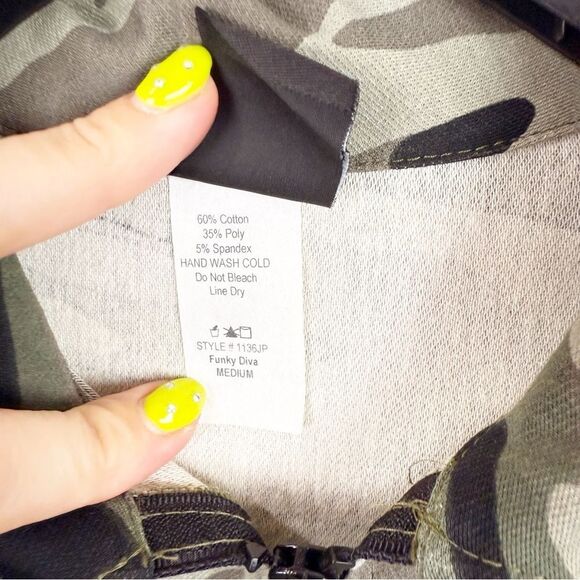 60% Cotton
35% Poly
5% Spandex
HAND WASH COLD
Do Not Bleach
Line Dry
STYLE # 1136JP
Funky Diva
MEDIUM